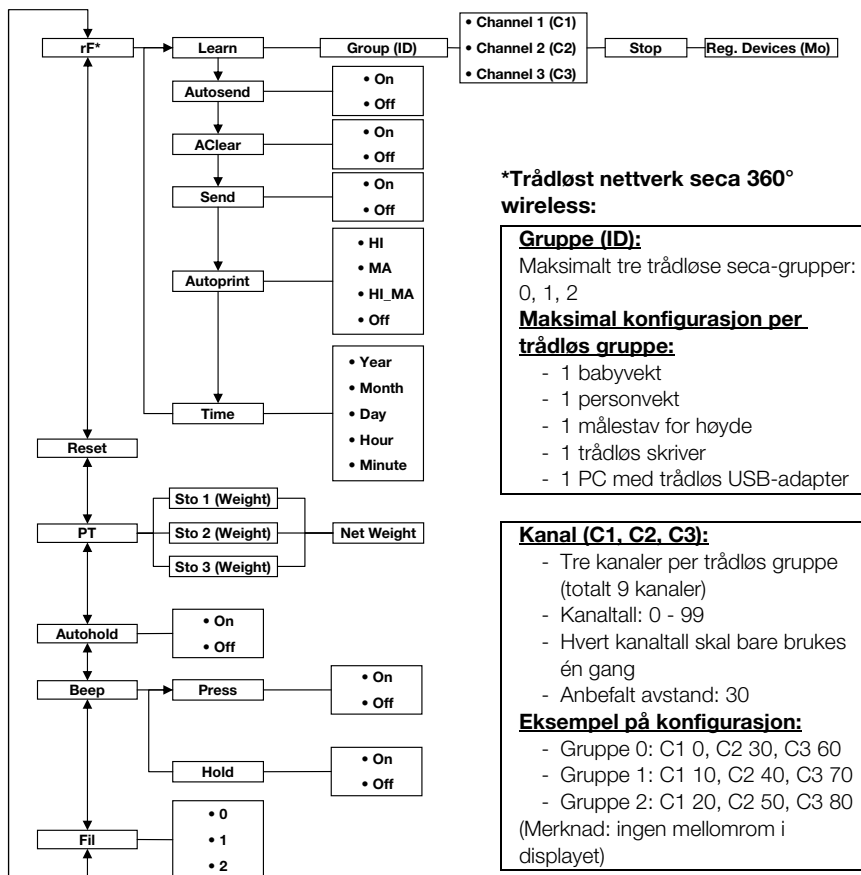 rF*
Learn
Group (ID)
• Channel 1 (C1)
• Channel 2 (C2)
• Channel 3 (C3)
Stop
Reg. Devices (Mo)
Autosend
• On
• Off
AClear
• On
• Off
Send
• On
• Off
Autoprint
• HI
• MA
• HI_MA
• Off
Time
• Year
• Month
• Day
• Hour
• Minute
Reset
PT
Sto 1 (Weight)
Sto 2 (Weight)
Sto 3 (Weight)
Net Weight
Autohold
• On
• Off
Beep
Press
• On
• Off
Hold
• On
• Off
Fil
• 0
• 1
• 2
*Trådløst nettverk seca 360°
wireless:
Gruppe (ID):
Maksimalt tre trådløse seca-grupper:
0, 1, 2
Maksimal konfigurasjon per
trådløs gruppe:
- 1 babyvekt
- 1 personvekt
- 1 målestav for høyde
- 1 trådløs skriver
- 1 PC med trådløs USB-adapter
Kanal (C1, C2, C3):
- Tre kanaler per trådløs gruppe
(totalt 9 kanaler)
- Kanaltall: 0 - 99
- Hvert kanaltall skal bare brukes
én gang
- Anbefalt avstand: 30
Eksempel på konfigurasjon:
- Gruppe 0: C1 0, C2 30, C3 60
- Gruppe 1: C1 10, C2 40, C3 70
- Gruppe 2: C1 20, C2 50, C3 80
(Merknad: ingen mellomrom i
displayet)